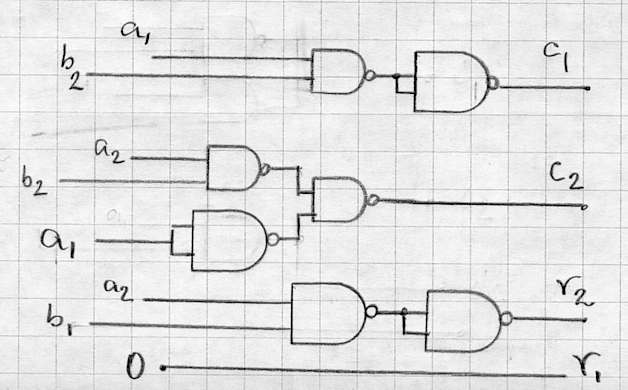 a₁
b₂ c₁
a₂
b₂ c₂
a₁
a₂ r₂
b₁
0 r₁